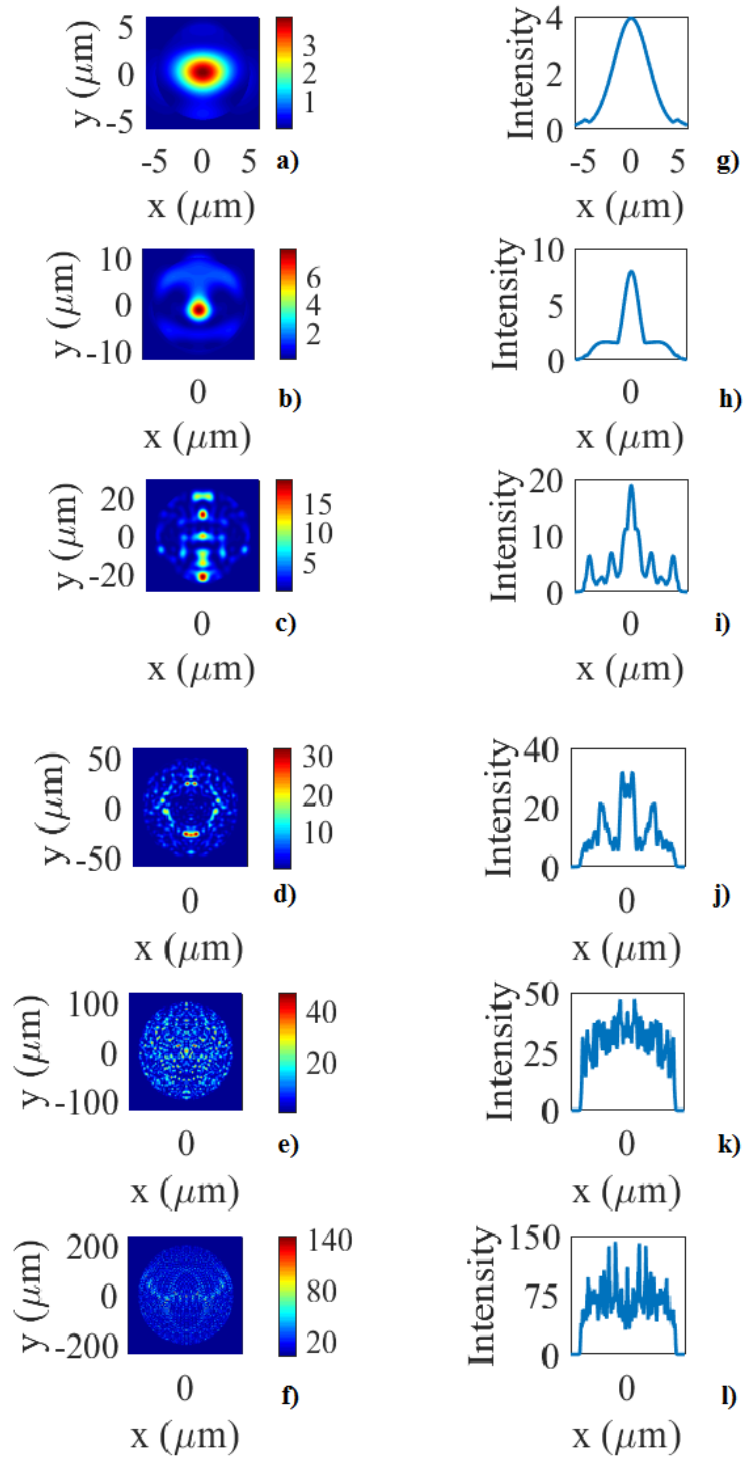 y (μm)
5
0
-5
3
2
1
-5 0 5
a)
x (μm)
Intensity
4
2
0
-5 0 5
g)
x (μm)
y (μm)
10
0
-10
6
4
2
0
b)
x (μm)
Intensity
10
5
0
0
h)
x (μm)
y (μm)
20
0
-20
15
10
5
0
c)
x (μm)
Intensity
20
10
0
0
i)
x (μm)
y (μm)
50
0
-50
30
20
10
0
d)
x (μm)
Intensity
40
20
0
0
j)
x (μm)
y (μm)
100
0
-100
40
20
0
e)
x (μm)
Intensity
50
25
0
0
k)
x (μm)
y (μm)
200
0
-200
140
80
20
0
f)
x (μm)
Intensity
150
75
0
0
l)
x (μm)